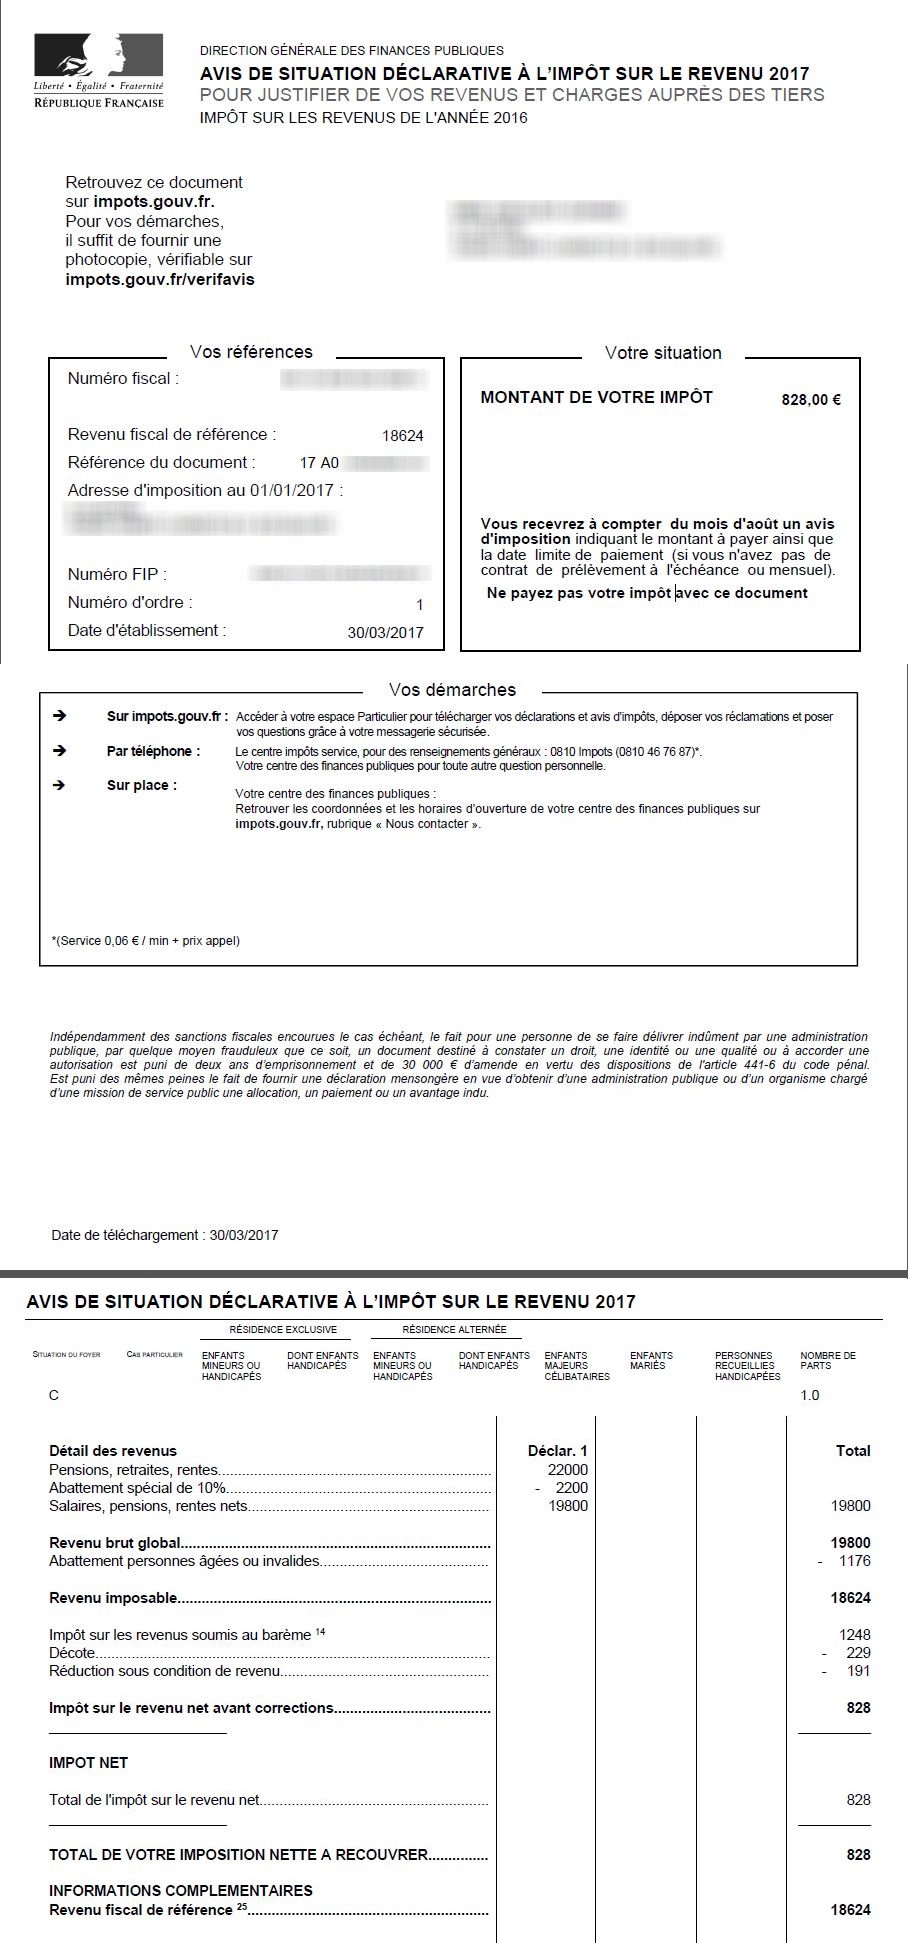 Liberté • Égalité • Fraternité
RÉPUBLIQUE FRANÇAISE
DIRECTION GÉNÉRALE DES FINANCES PUBLIQUES
AVIS DE SITUATION DÉCLARATIVE À L'IMPÔT SUR LE REVENU 2017
POUR JUSTIFIER DE VOS REVENUS ET CHARGES AUPRÈS DES TIERS
IMPÔT SUR LES REVENUS DE L'ANNÉE 2016
Retrouvez ce document
sur impots.gouv.fr.
Pour vos démarches,
il suffit de fournir une
photocopie, vérifiable sur
impots.gouv.fr/verifavis
Vos références
Numéro fiscal :
Revenu fiscal de référence : 18624
Référence du document : 17 A0
Adresse d'imposition au 01/01/2017 :
Numéro FIP :
Numéro d'ordre : 1
Date d'établissement : 30/03/2017
Votre situation
MONTANT DE VOTRE IMPÔT 828,00 €
Vous recevrez à compter du mois d'août un avis
d'imposition indiquant le montant à payer ainsi que
la date limite de paiement (si vous n'avez pas de
contrat de prélèvement à l'échéance ou mensuel).
Ne payez pas votre impôt avec ce document
Vos démarches
➔ Sur impots.gouv.fr : Accéder à votre espace Particulier pour télécharger vos déclarations et avis d'impôts, déposer vos réclamations et poser
vos questions grâce à votre messagerie sécurisée.
➔ Par téléphone : Le centre impôts service, pour des renseignements généraux : 0810 Impots (0810 46 76 87)*.
Votre centre des finances publiques pour toute autre question personnelle.
➔ Sur place :
Votre centre des finances publiques :
Retrouver les coordonnées et les horaires d'ouverture de votre centre des finances publiques sur
impots.gouv.fr, rubrique « Nous contacter ».
*(Service 0,06 € / min + prix appel)
Indépendamment des sanctions fiscales encourues le cas échéant, le fait pour une personne de se faire délivrer indûment par une administration
publique, par quelque moyen frauduleux que ce soit, un document destiné à constater un droit, une identité ou une qualité ou à accorder une
autorisation est puni de deux ans d'emprisonnement et de 30 000 € d'amende en vertu des dispositions de l'article 441-6 du code pénal.
Est puni des mêmes peines le fait de fournir une déclaration mensongère en vue d'obtenir d'une administration publique ou d'un organisme chargé
d'une mission de service public une allocation, un paiement ou un avantage indu.
Date de téléchargement : 30/03/2017
AVIS DE SITUATION DÉCLARATIVE À L'IMPÔT SUR LE REVENU 2017
RÉSIDENCE EXCLUSIVE RÉSIDENCE ALTERNÉE
SITUATION DU FOYER CAS PARTICULIER ENFANTS DONT ENFANTS ENFANTS DONT ENFANTS ENFANTS ENFANTS PERSONNES NOMBRE DE
MINEURS OU HANDICAPÉS MINEURS OU HANDICAPÉS MAJEURS MARIÉS RECUEILLIES PARTS
HANDICAPÉS HANDICAPÉS CÉLIBATAIRES HANDICAPÉES
C 1.0
Détail des revenus Déclar. 1 Total
Pensions, retraites, rentes 22000
Abattement spécial de 10% - 2200
Salaires, pensions, rentes nets 19800 19800
Revenu brut global 19800
Abattement personnes âgées ou invalides - 1176
Revenu imposable 18624
Impôt sur les revenus soumis au barème 14 1248
Décote - 229
Réduction sous condition de revenu - 191
Impôt sur le revenu net avant corrections 828
IMPOT NET
Total de l'impôt sur le revenu net 828
TOTAL DE VOTRE IMPOSITION NETTE A RECOUVRER 828
INFORMATIONS COMPLEMENTAIRES
Revenu fiscal de référence 25 18624